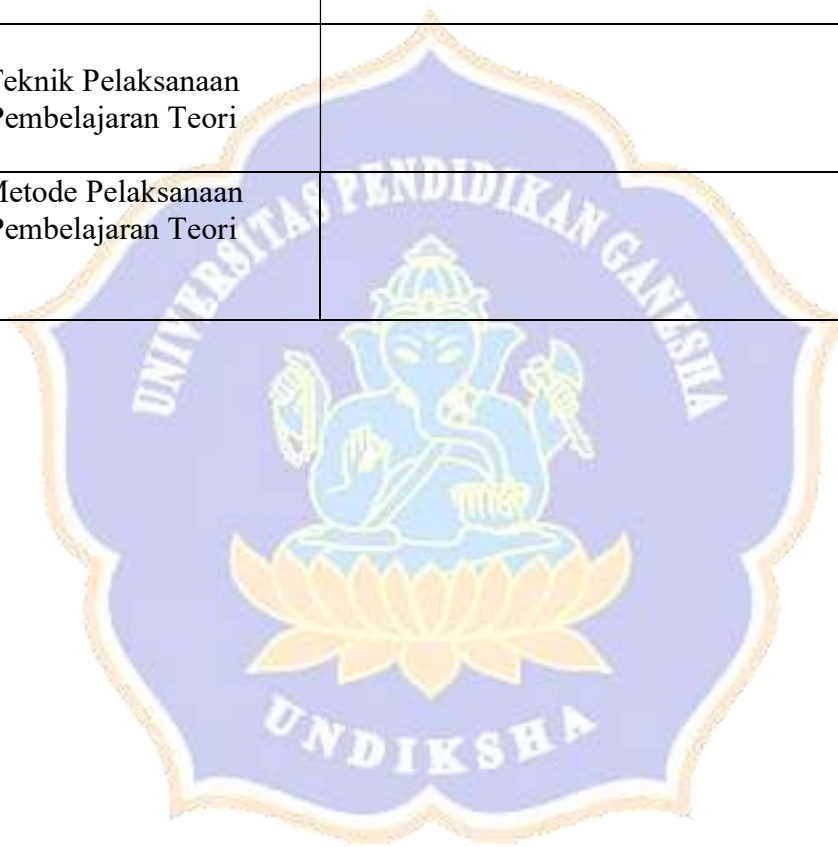 Teknik Pelaksanaan
Pembelajaran Teori
Metode Pelaksanaan
Pembelajaran Teori
UNIVERSITAS PENDIDIKAN GANESHA
UNDIKSHA